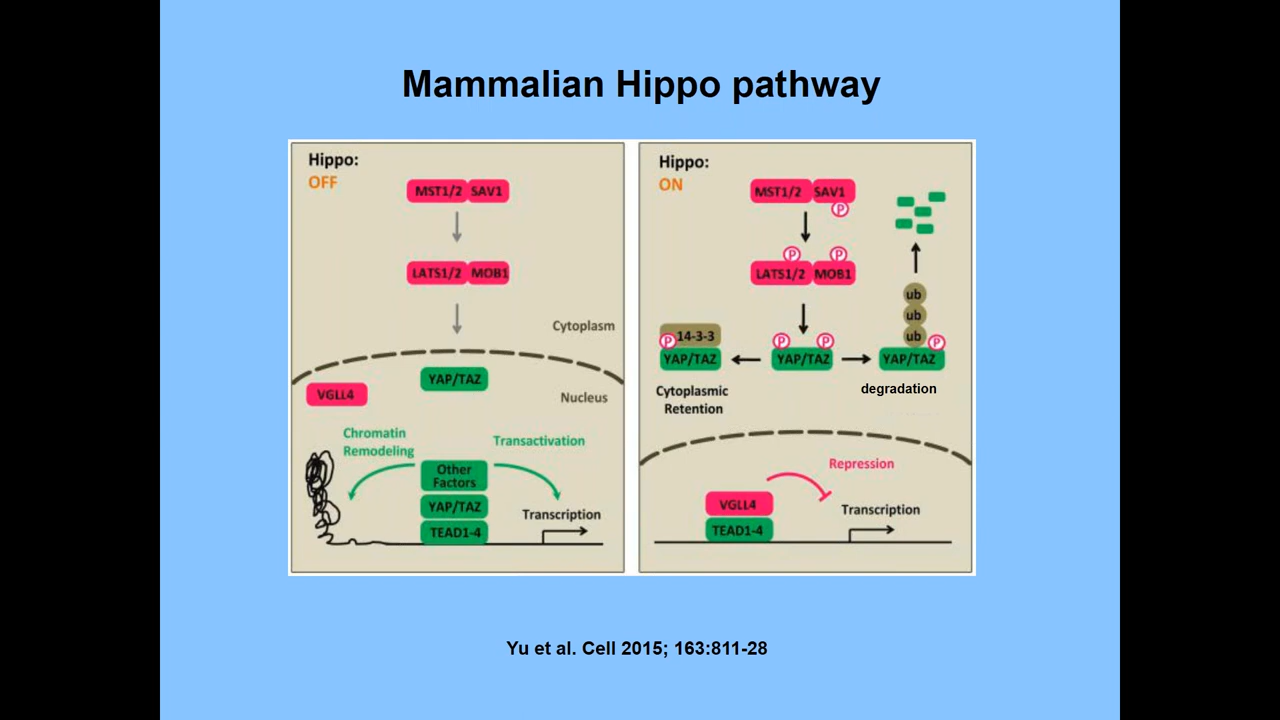 Mammalian Hippo pathway
Hippo:
OFF
MST1/2 SAV1
LATS1/2 MOB1
Cytoplasm
YAP/TAZ
VGLL4
Nucleus
Chromatin
Remodeling
Transactivation
Other
Factors
YAP/TAZ
TEAD1-4
Transcription
Hippo:
ON
MST1/2 SAV1
P
P P
LATS1/2 MOB1
14-3-3
P
YAP/TAZ
P P
YAP/TAZ
ub
ub
ub
P
YAP/TAZ
Cytoplasmic
Retention
degradation
Repression
VGLL4
TEAD1-4
Transcription
Yu et al. Cell 2015; 163:811-28